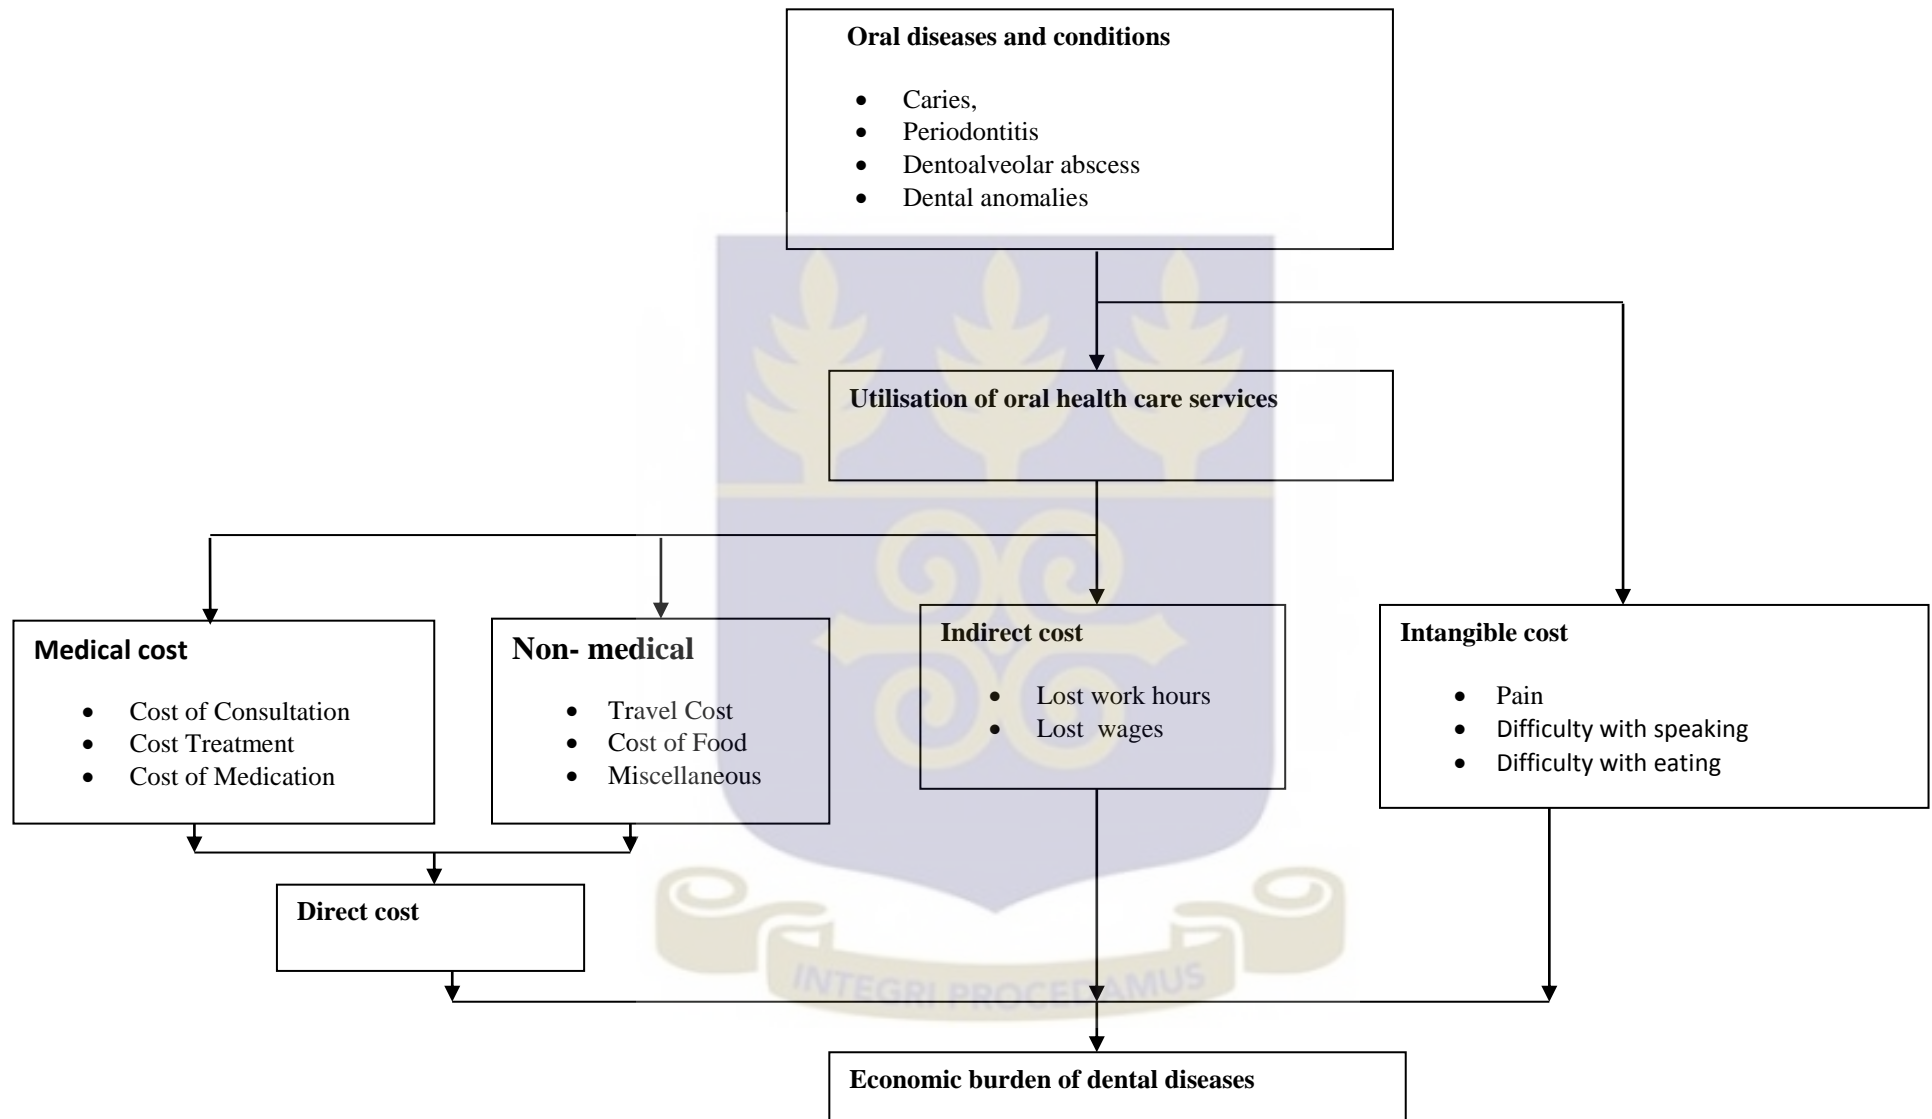 Oral diseases and conditions
• Caries,
• Periodontitis
• Dentoalveolar abscess
• Dental anomalies
Utilisation of oral health care services
Medical cost
• Cost of Consultation
• Cost Treatment
• Cost of Medication
Non- medical
• Travel Cost
• Cost of Food
• Miscellaneous
Indirect cost
• Lost work hours
• Lost  wages
Intangible cost
• Pain
• Difficulty with speaking
• Difficulty with eating
Direct cost
INTEGRI PROCEDAMUS
Economic burden of dental diseases